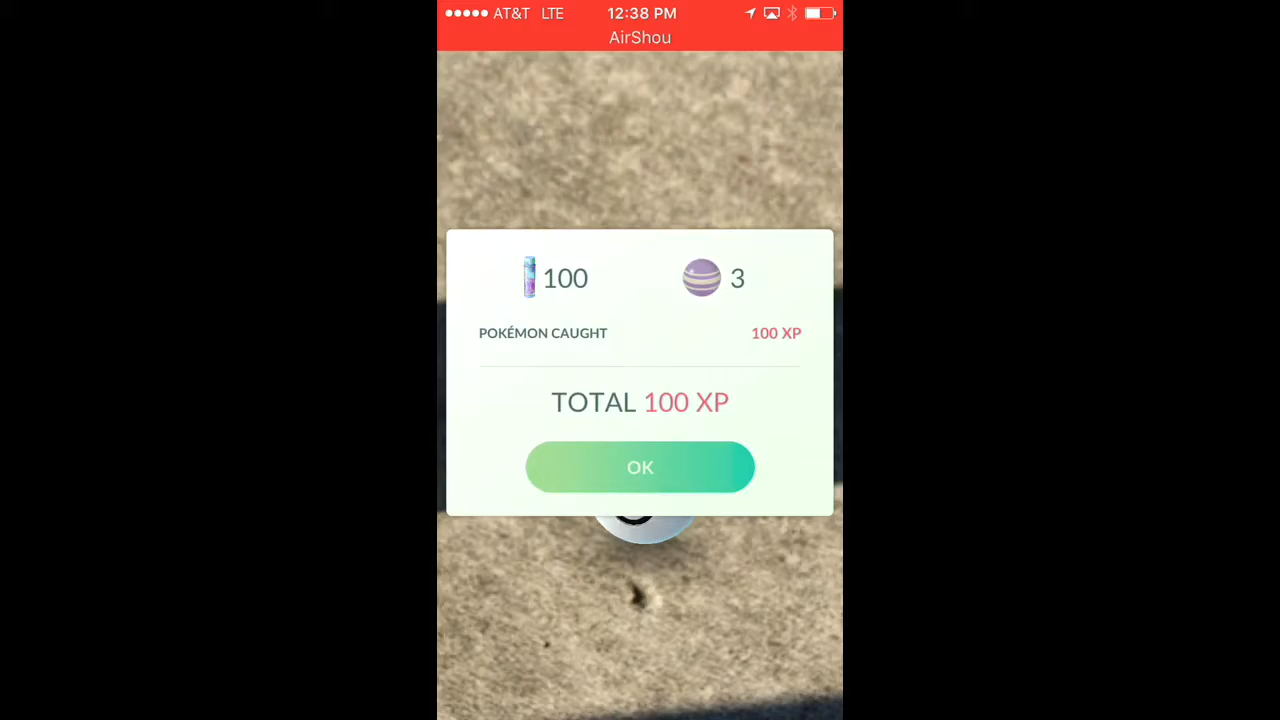 AT&T LTE 12:38 PM
AirShou
100 3
POKÉMON CAUGHT 100 XP
TOTAL 100 XP
OK